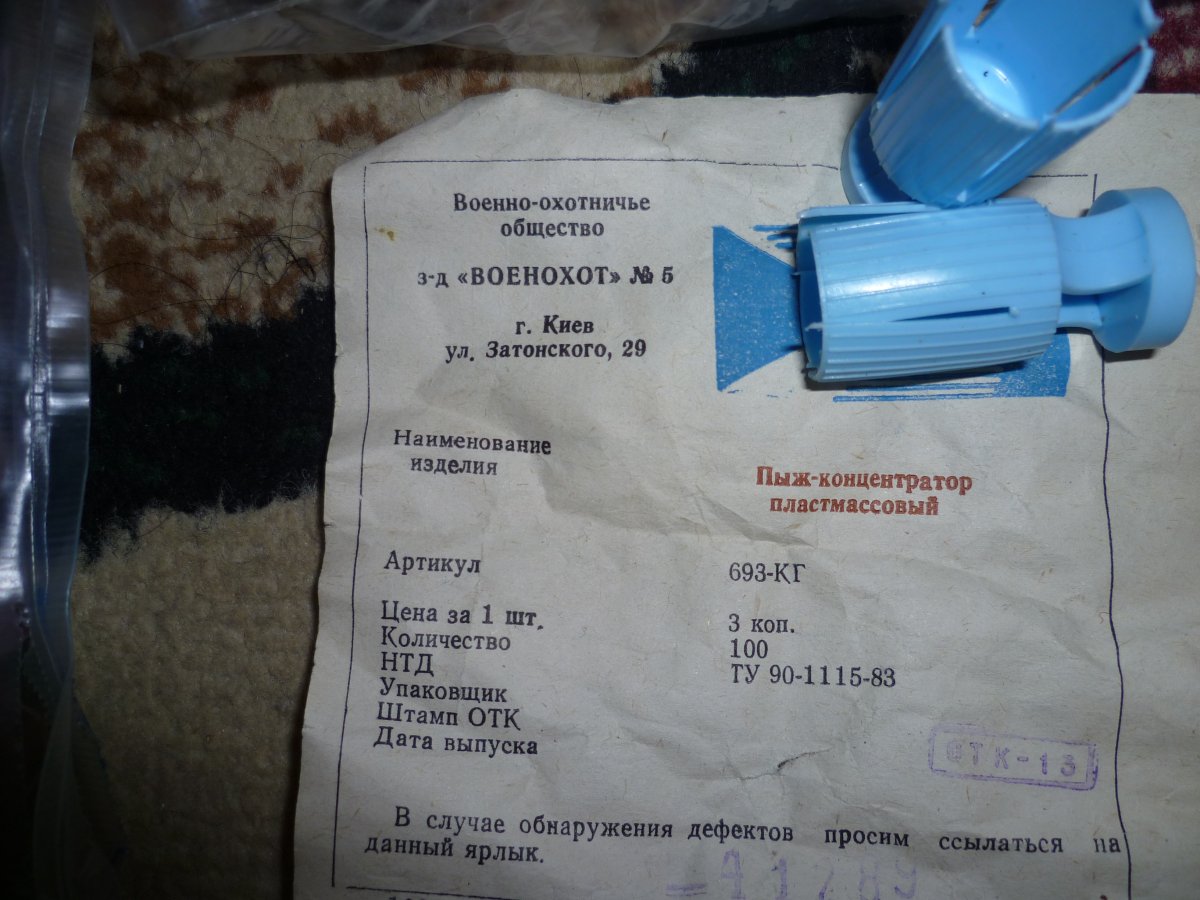 Военно-охотничье
общество
з-д «ВОЕНОХОТ» № 5
г. Киев
ул. Затонского, 29
Наименование
изделия
Пыж-концентратор
пластмассовый
Артикул 693-КГ
Цена за 1 шт. 3 коп.
Количество 100
НТД ТУ 90-1115-83
Упаковщик
Штамп ОТК
Дата выпуска
ОТК-13
В случае обнаружения дефектов просим ссылаться на
данный ярлык.